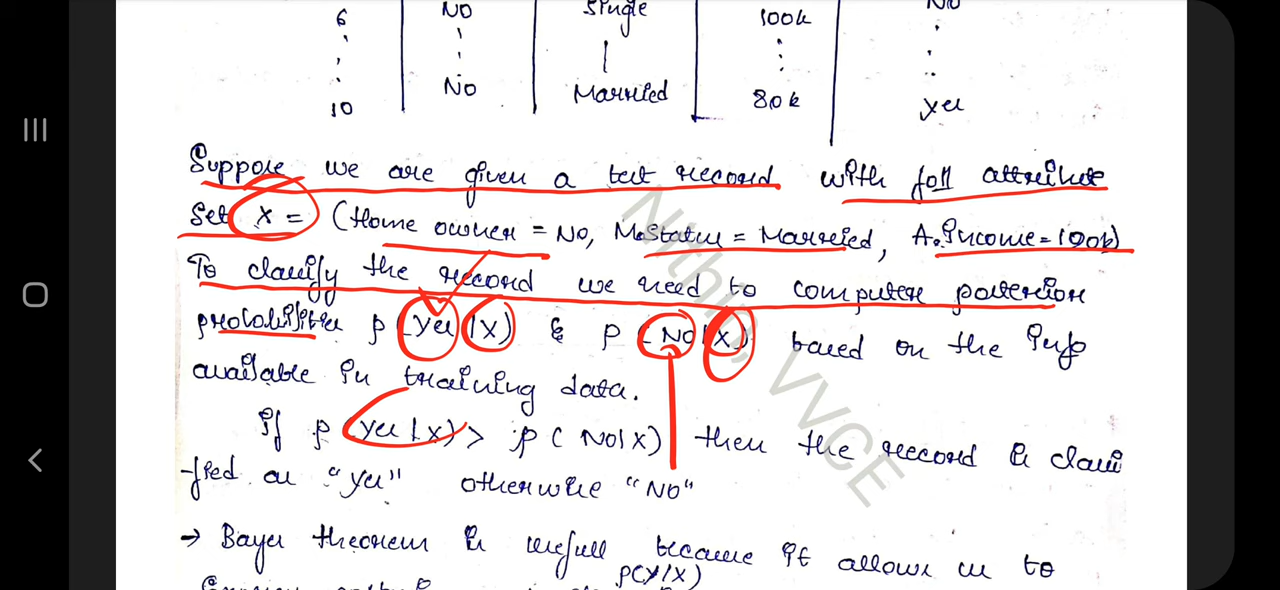 6 NO Single 100k No
10 No Married 80k yes
Suppose we are given a test record with foll attribute
set X = (Home owner = No, M.Status = Married, A.Income = 100k)
To classify the record we need to computer posterior
probabilities p (yes | X) & p (No | X) based on the info
available in training data.
If p (yes | X) > p ( No | X) then the record is classi
-fied as "yes" otherwise "NO"
→ Bayes theorem is usefull because it allows us to
P(Y/X)
Nithin, VVCE